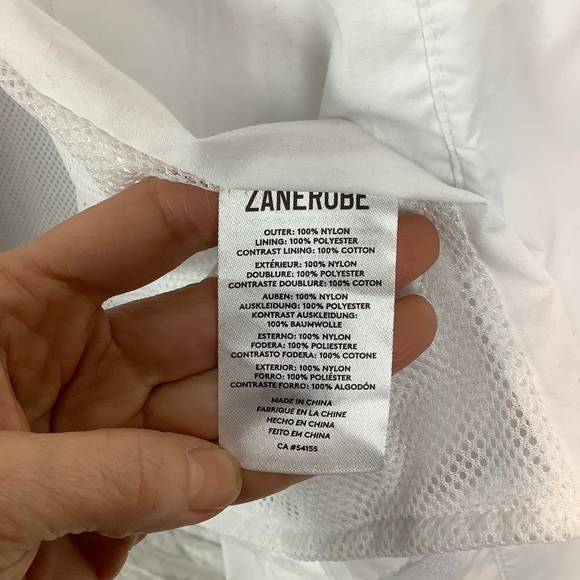 ZANEROBE
OUTER: 100% NYLON
LINING: 100% POLYESTER
CONTRAST LINING: 100% COTTON
EXTÉRIEUR: 100% NYLON
DOUBLURE: 100% POLYESTER
CONTRASTE DOUBLURE: 100% COTON
AUBEN: 100% NYLON
AUSKLEIDUNG: 100% POLYESTER
KONTRAST AUSKLEIDUNG:
100% BAUMWOLLE
ESTERNO: 100% NYLON
FODERA: 100% POLIESTERE
CONTRASTO FODERA: 100% COTONE
EXTERIOR: 100% NYLON
FORRO: 100% POLIÉSTER
CONTRASTE FORRO: 100% ALGODÓN
MADE IN CHINA
FABRIQUE EN LA CHINE
HECHO EN CHINA
FEITO EM CHINA
CA #54155